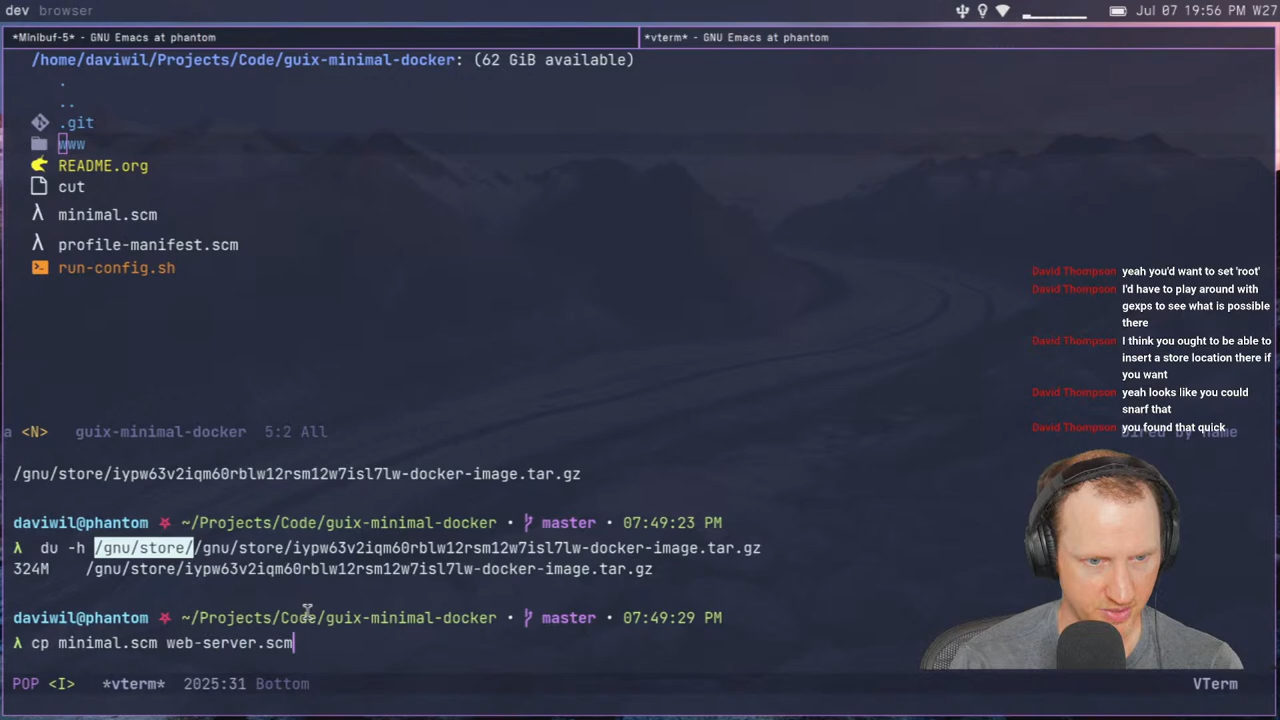 dev browser Jul 07 19:56 PM W27
*Minibuf-5* - GNU Emacs at phantom *vterm* - GNU Emacs at phantom
/home/daviwil/Projects/Code/guix-minimal-docker: (62 GiB available)
.
..
.git
www
README.org
cut
minimal.scm
profile-manifest.scm
run-config.sh
David Thompson yeah you'd want to set 'root'
David Thompson I'd have to play around with
gexps to see what is possible
there
David Thompson I think you ought to be able to
insert a store location there if
you want
David Thompson yeah looks like you could
snarf that
David Thompson you found that quick
a <N> guix-minimal-docker 5:2 All Dired by name
/gnu/store/iypw63v2iqm60rblw12rsm12w7isl7lw-docker-image.tar.gz
daviwil@phantom ~/Projects/Code/guix-minimal-docker • master • 07:49:23 PM
λ du -h /gnu/store//gnu/store/iypw63v2iqm60rblw12rsm12w7isl7lw-docker-image.tar.gz
324M /gnu/store/iypw63v2iqm60rblw12rsm12w7isl7lw-docker-image.tar.gz
daviwil@phantom ~/Projects/Code/guix-minimal-docker • master • 07:49:29 PM
λ cp minimal.scm web-server.scm
POP <I> *vterm* 2025:31 Bottom VTerm